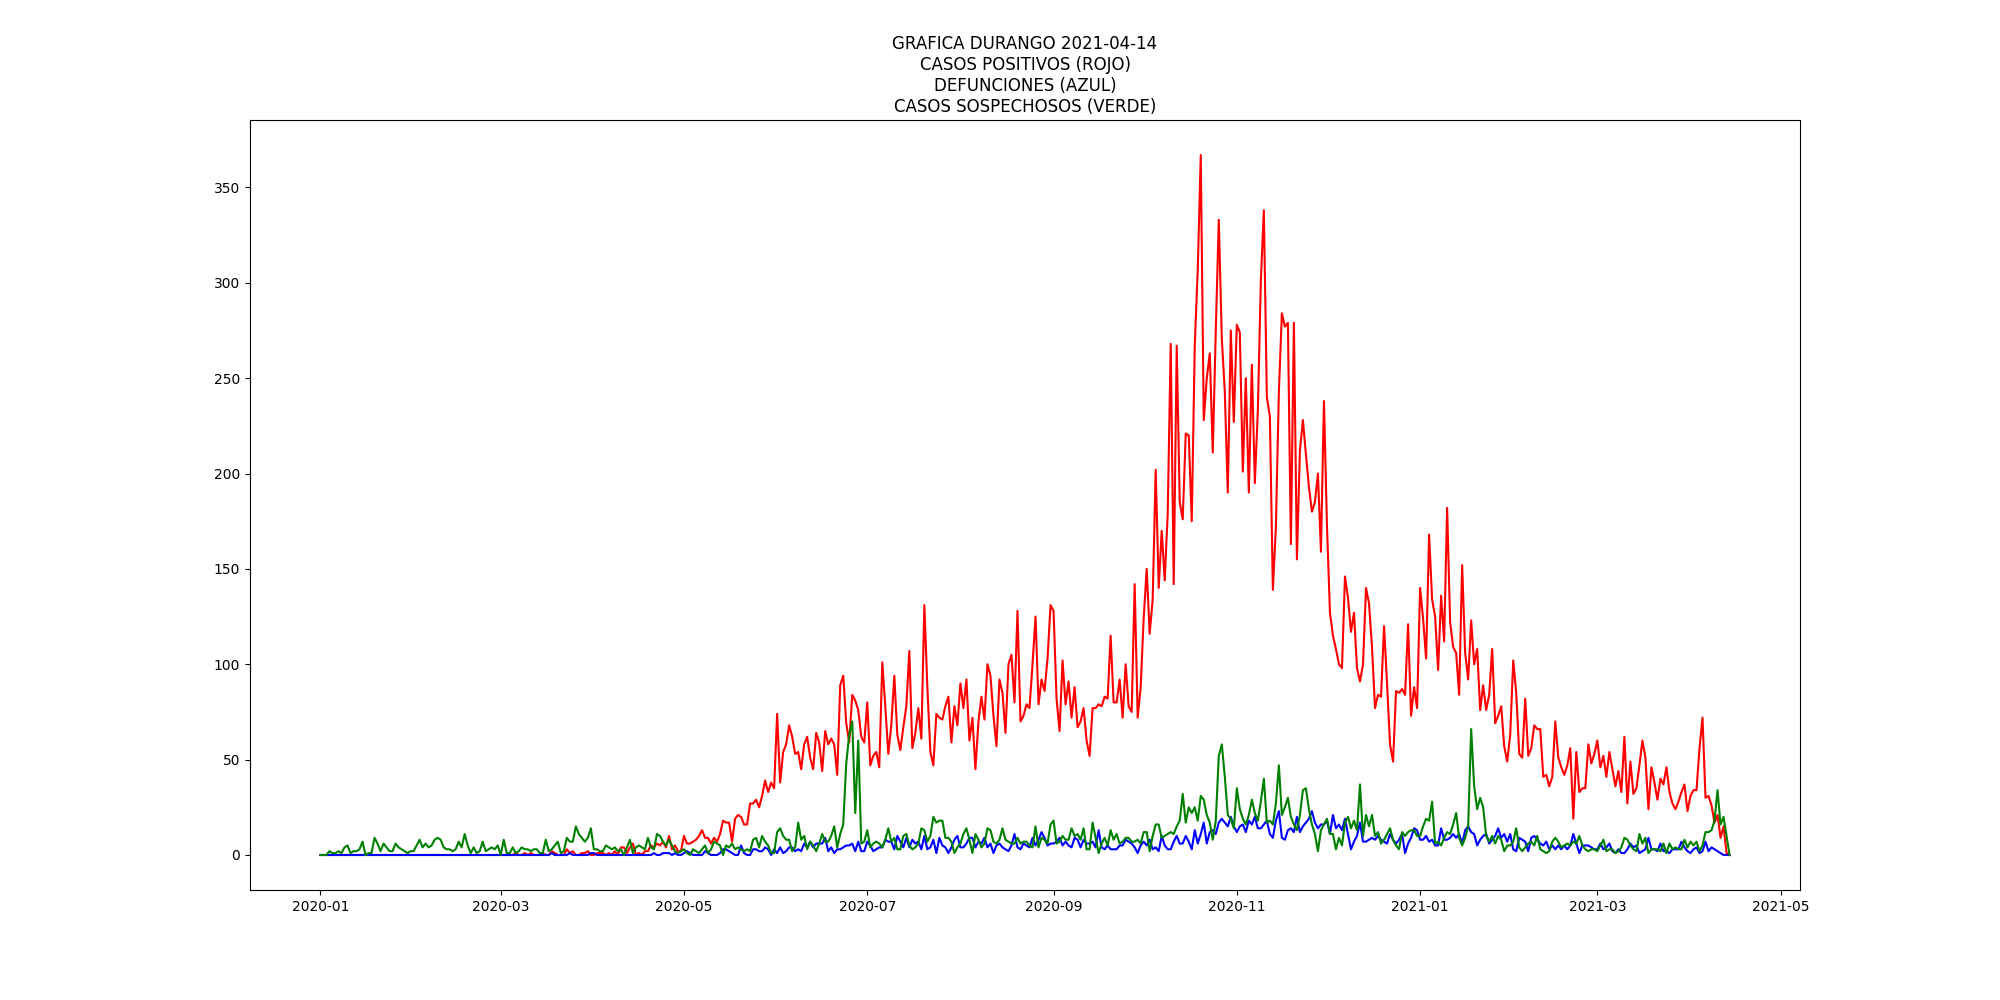 GRAFICA DURANGO 2021-04-14
CASOS POSITIVOS (ROJO)
DEFUNCIONES (AZUL)
CASOS SOSPECHOSOS (VERDE)
350
300
250
200
150
100
50
0
2020-01 2020-03 2020-05 2020-07 2020-09 2020-11 2021-01 2021-03 2021-05